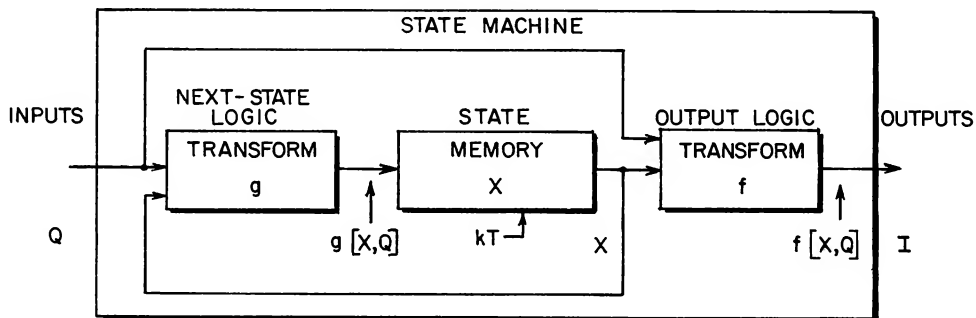 STATE MACHINE
INPUTS
NEXT-STATE
LOGIC
STATE
OUTPUT LOGIC
OUTPUTS
TRANSFORM
g
MEMORY
X
TRANSFORM
f
Q
g [X,Q]
kT
X
f [X,Q]
I